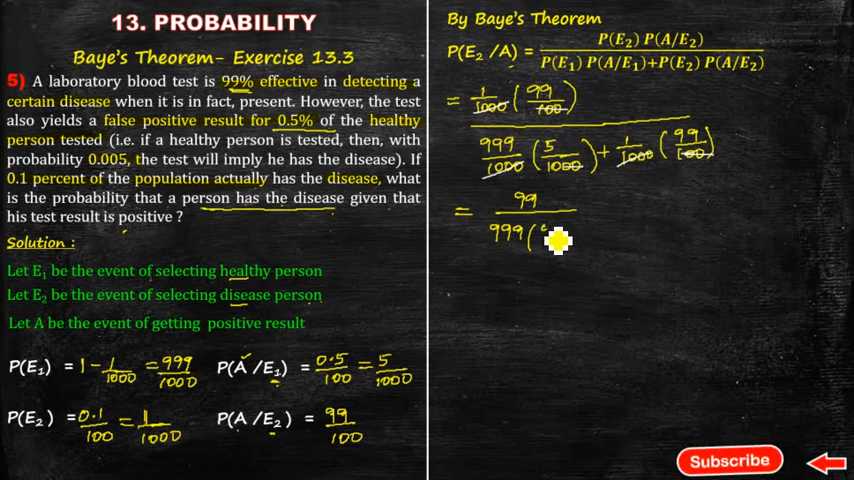 13. PROBABILITY
Baye's Theorem- Exercise 13.3
5) A laboratory blood test is 99% effective in detecting a
certain disease when it is in fact, present. However, the test
also yields a false positive result for 0.5% of the healthy
person tested (i.e. if a healthy person is tested, then, with
probability 0.005, the test will imply he has the disease). If
0.1 percent of the population actually has the disease, what
is the probability that a person has the disease given that
his test result is positive ?
Solution :
Let E₁ be the event of selecting healthy person
Let E₂ be the event of selecting disease person
Let A be the event of getting positive result
P(E₁) = 1 - 1/1000 = 999/1000 P(A /E₁) = 0.5/100 = 5/1000
P(E₂ ) = 0.1/100 = 1/1000 P(A /E₂ ) = 99/100
By Baye's Theorem
P(E₂ /A) = P(E₂) P(A/E₂) / P(E₁) P(A/E₁)+P(E₂) P(A/E₂)
= 1/1000 (99/100)
999/1000 (5/1000) + 1/1000 (99/100)
= 99
999(
Subscribe